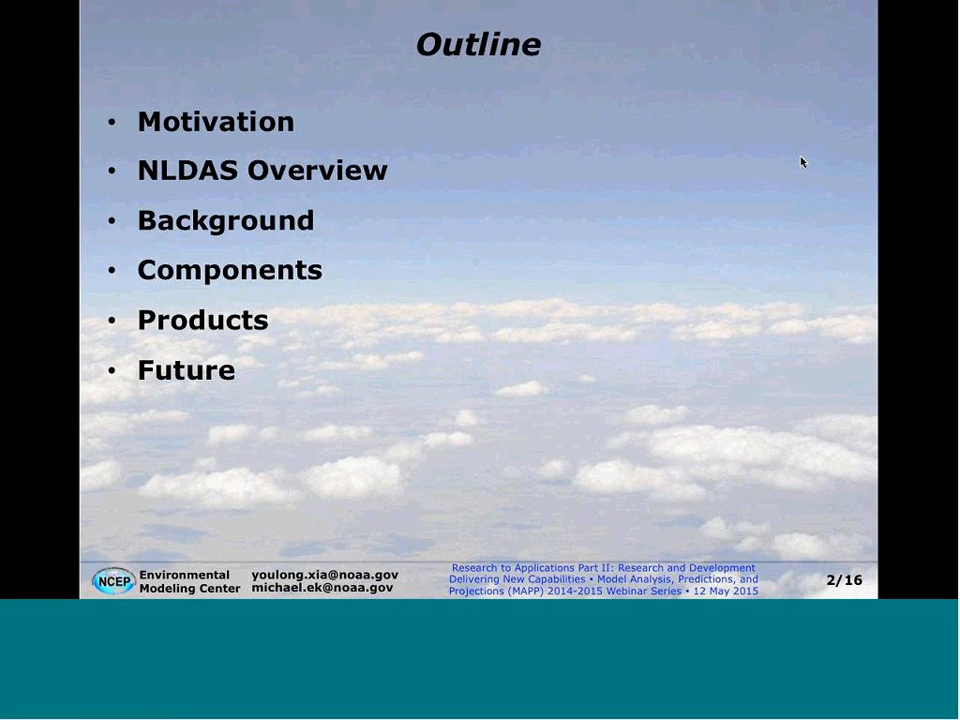 Outline
• Motivation
• NLDAS Overview
• Background
• Components
• Products
• Future
NCEP
Environmental
Modeling Center
youlong.xia@noaa.gov
michael.ek@noaa.gov
Research to Applications Part II: Research and Development
Delivering New Capabilities • Model Analysis, Predictions, and
Projections (MAPP) 2014-2015 Webinar Series • 12 May 2015
2/16